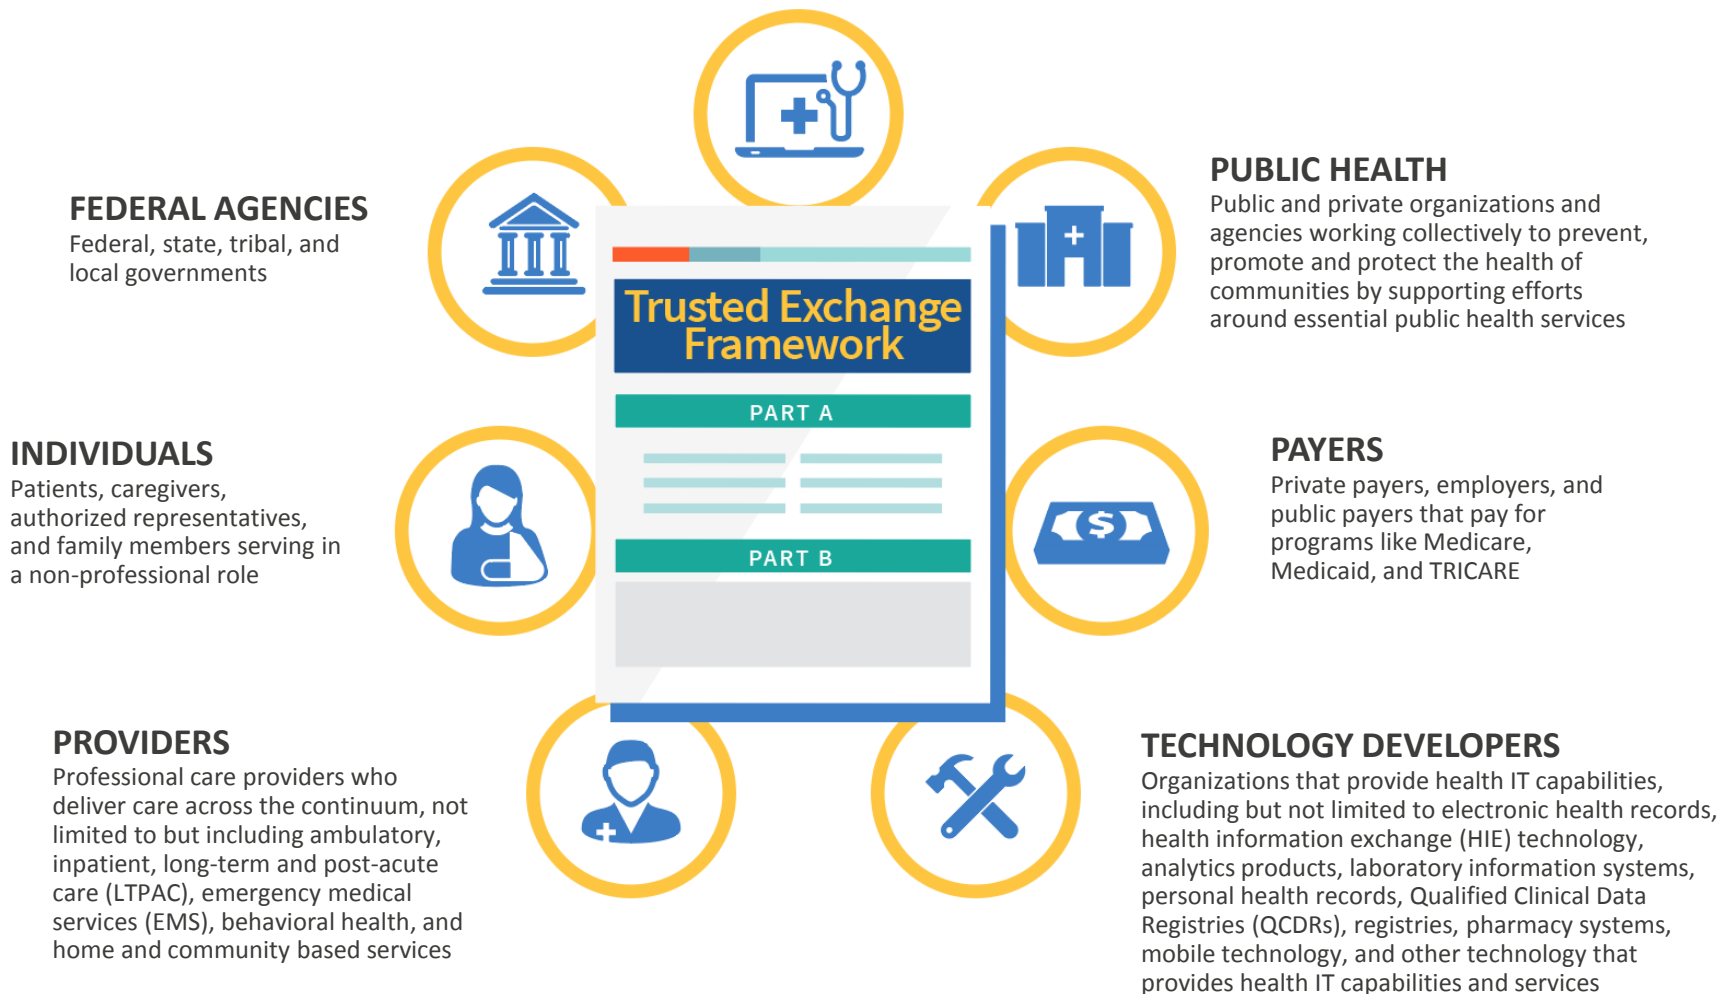 FEDERAL AGENCIES
Federal, state, tribal, and
local governments
INDIVIDUALS
Patients, caregivers,
authorized representatives,
and family members serving in
a non-professional role
PROVIDERS
Professional care providers who
deliver care across the continuum, not
limited to but including ambulatory,
inpatient, long-term and post-acute
care (LTPAC), emergency medical
services (EMS), behavioral health, and
home and community based services
Trusted Exchange
Framework
PART A
PART B
PUBLIC HEALTH
Public and private organizations and
agencies working collectively to prevent,
promote and protect the health of
communities by supporting efforts
around essential public health services
PAYERS
Private payers, employers, and
public payers that pay for
programs like Medicare,
Medicaid, and TRICARE
$
TECHNOLOGY DEVELOPERS
Organizations that provide health IT capabilities,
including but not limited to electronic health records,
health information exchange (HIE) technology,
analytics products, laboratory information systems,
personal health records, Qualified Clinical Data
Registries (QCDRs), registries, pharmacy systems,
mobile technology, and other technology that
provides health IT capabilities and services